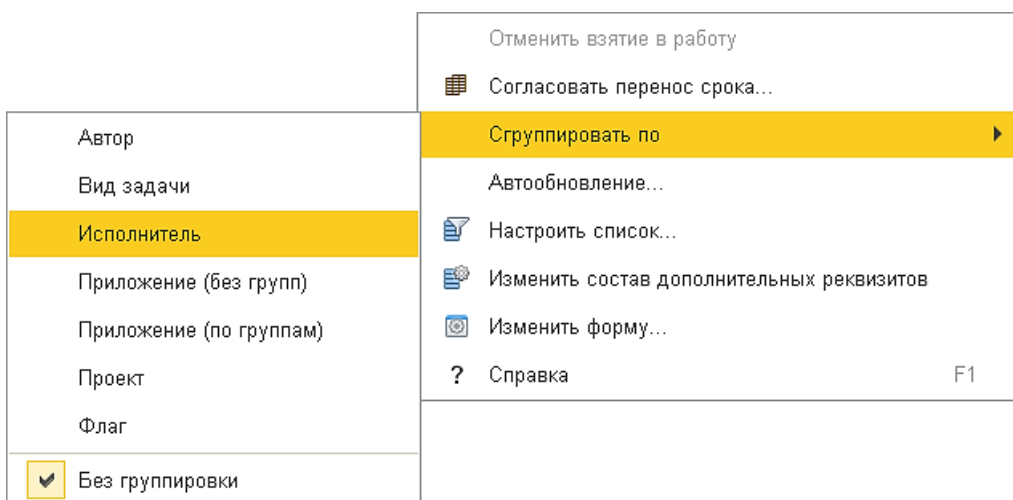 Отменить взятие в работу
Согласовать перенос срока...
Сгруппировать по
Автообновление...
Настроить список...
Изменить состав дополнительных реквизитов
Изменить форму...
? Справка F1
Автор
Вид задачи
Исполнитель
Приложение (без групп)
Приложение (по группам)
Проект
Флаг
Без группировки